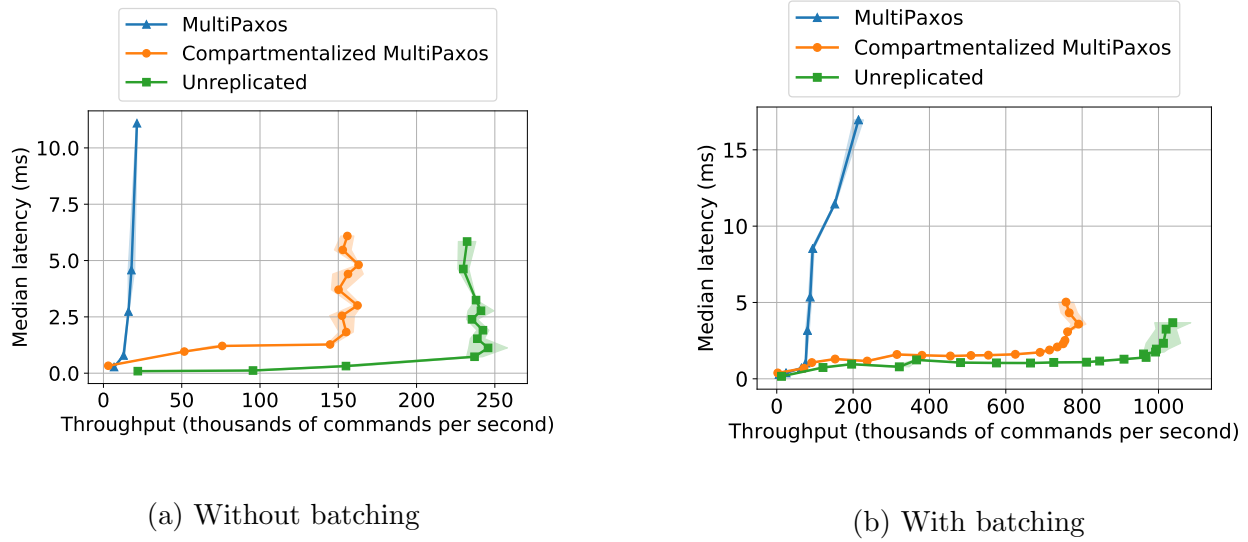 MultiPaxos
Compartmentalized MultiPaxos
Unreplicated
Median latency (ms)
10.0
7.5
5.0
2.5
0.0
0 50 100 150 200 250
Throughput (thousands of commands per second)
(a) Without batching
MultiPaxos
Compartmentalized MultiPaxos
Unreplicated
Median latency (ms)
15
10
5
0
0 200 400 600 800 1000
Throughput (thousands of commands per second)
(b) With batching